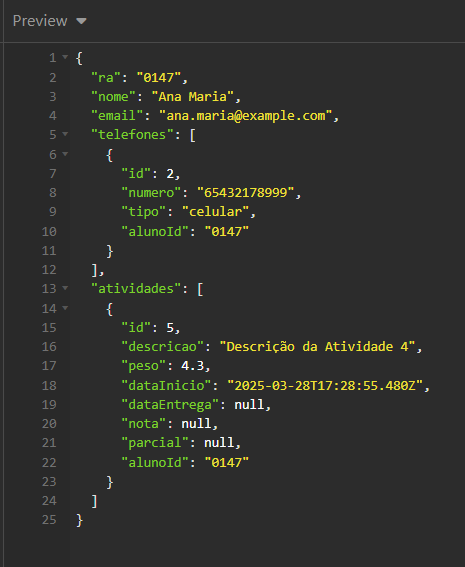 Preview
1 {
2 "ra": "0147",
3 "nome": "Ana Maria",
4 "email": "ana.maria@example.com",
5 "telefones": [
6 {
7 "id": 2,
8 "numero": "65432178999",
9 "tipo": "celular",
10 "alunoId": "0147"
11 }
12 ],
13 "atividades": [
14 {
15 "id": 5,
16 "descricao": "Descrição da Atividade 4",
17 "peso": 4.3,
18 "dataInicio": "2025-03-28T17:28:55.480Z",
19 "dataEntrega": null,
20 "nota": null,
21 "parcial": null,
22 "alunoId": "0147"
23 }
24 ]
25 }